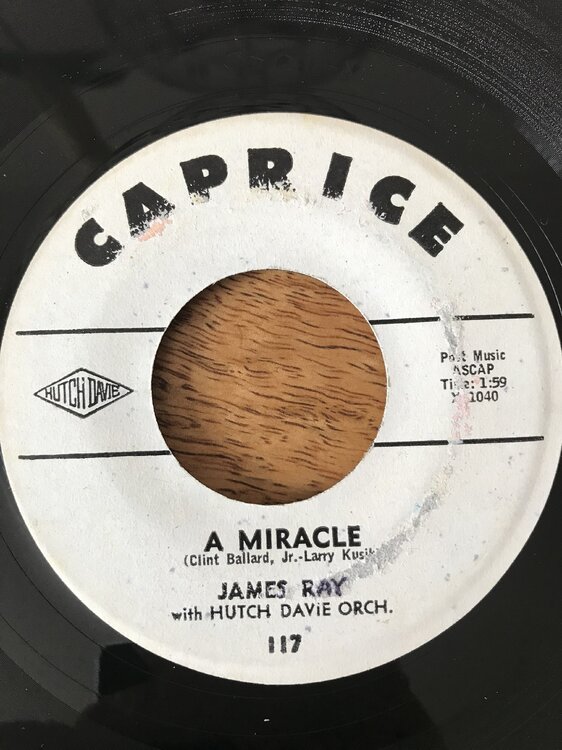 CAPRICE
HUTCH DAVIE
Post Music
ASCAP
Time: 1:59
1040
A MIRACLE
(Clint Ballard, Jr.-Larry Kusik
JAMES RAY
with HUTCH DAViE ORCH.
117